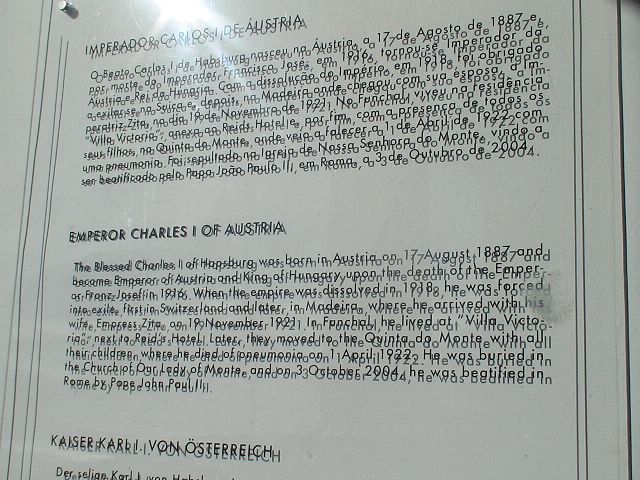 IMPERADOR CARLOS I DE ÁUSTRIA
O Beato Carlos I de Habsburg nasceu na Áustria, a 17 de Agosto de 1887 e,
por morte do Imperador Francisco José, em 1916, tornou-se Imperador da
Áustria e Rei da Hungria. Com a dissolução do Império, em 1918, foi obrigado
a exilar-se na Suíça e, depois, na Madeira onde chegou, com sua esposa, a Im-
peratriz Zita, no dia 19 de Novembro de 1921. No Funchal, viveu na residência
"Villa Victoria", anexa ao Reid's Hotel e, por fim, com a presença de todos os
seus filhos, na Quinta do Monte, onde veio a falecer a 1 de Abril de 1922, com
uma pneumonia. Foi sepultado na Igreja de Nossa Senhora do Monte, vindo a
ser beatificado pelo Papa João Paulo II, em Roma, a 3 de Outubro de 2004.
EMPEROR CHARLES I OF AUSTRIA
The Blessed Charles I of Hapsburg was born in Austria on 17 August 1887 and
became Emperor of Austria and King of Hungary upon the death of the Emper-
or Franz Josef in 1916. When the empire was dissolved in 1918, he was forced
into exile, first in Switzerland and later, in Madeira, where he arrived with his
wife, Empress Zita, on 19 November 1921. In Funchal, he lived at "Villa Victo-
ria", next to Reid's Hotel. Later, they moved to the Quinta do Monte with all
their children, where he died of pneumonia on 1 April 1922. He was buried in
the Church of Our Lady of Monte, and on 3 October 2004, he was beatified in
Rome by Pope John Paul II.
KAISER KARL I. VON ÖSTERREICH
Der selige Karl I. von